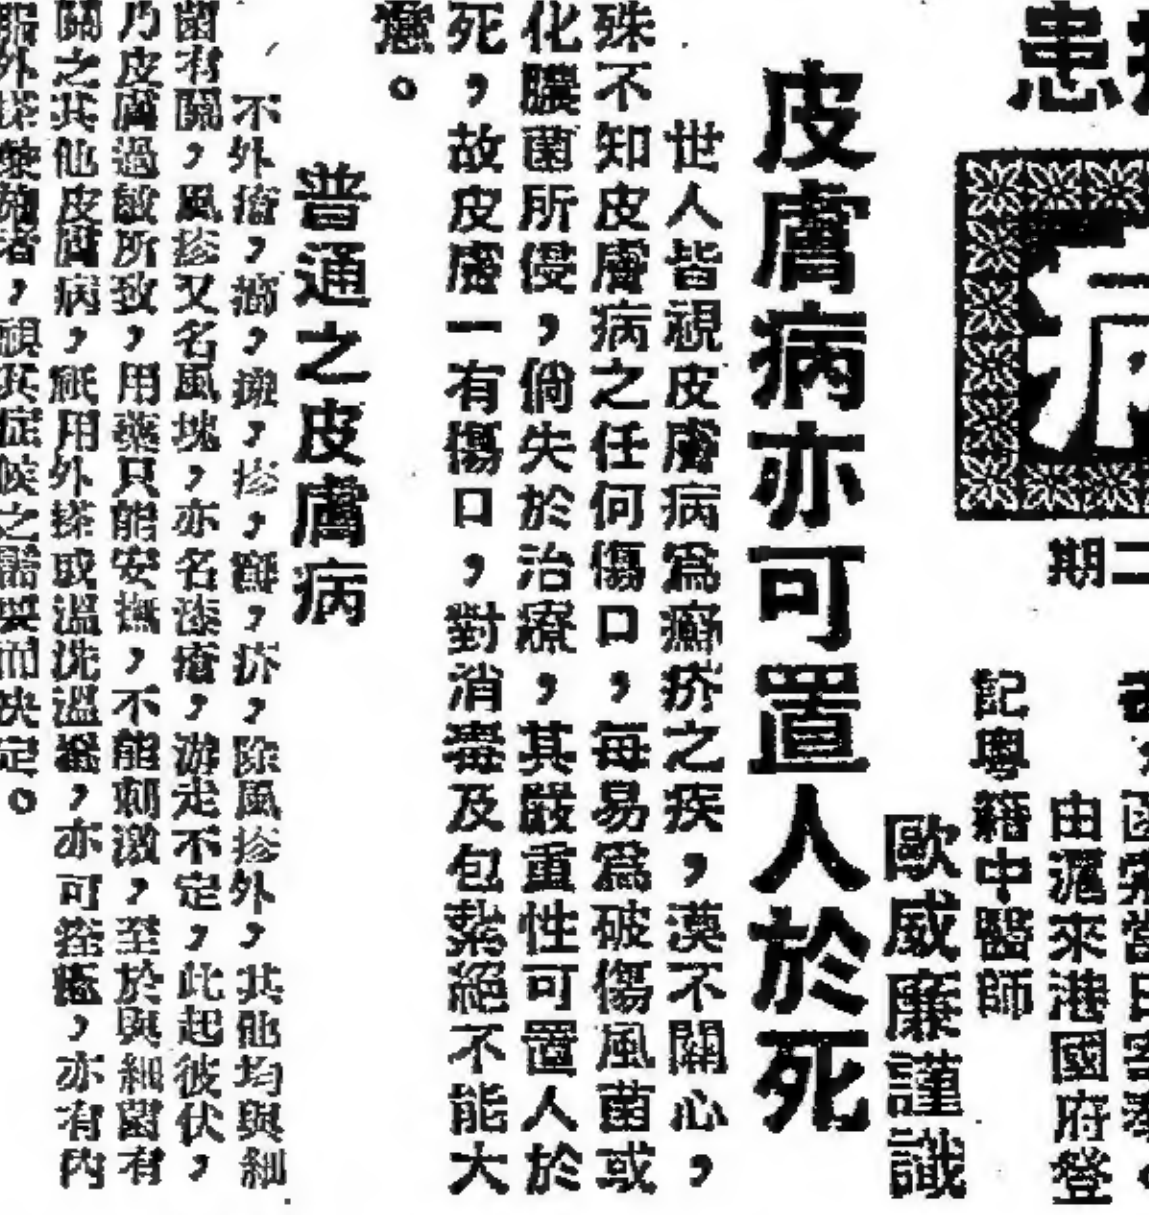 患
病
二期
由滬來港國府登
記粵籍中醫師
歐威廉謹識
皮膚病亦可置人於死
世人皆視皮膚病爲癬疥之疾，漠不關心，
殊不知皮膚病之任何傷口，每易爲破傷風菌或
化膿菌所侵，倘失於治療，其嚴重性可置人於
死，故皮膚一有傷口，對消毒及包紮絕不能大
意。
普通之皮膚病
不外瘡，癰，癩，疹，癬，疥，除風疹外，其他均與細
菌有關，風疹又名風塊，亦名漆瘡，游走不定，此起彼伏，
乃皮膚過敏所致，用藥只能安撫，不能刺激，至於與細菌有
關之其他皮膚病，祇用外搽或溫洗溫，亦可痊癒，亦有內
服外搽藥者，視其症候之需要而決定。